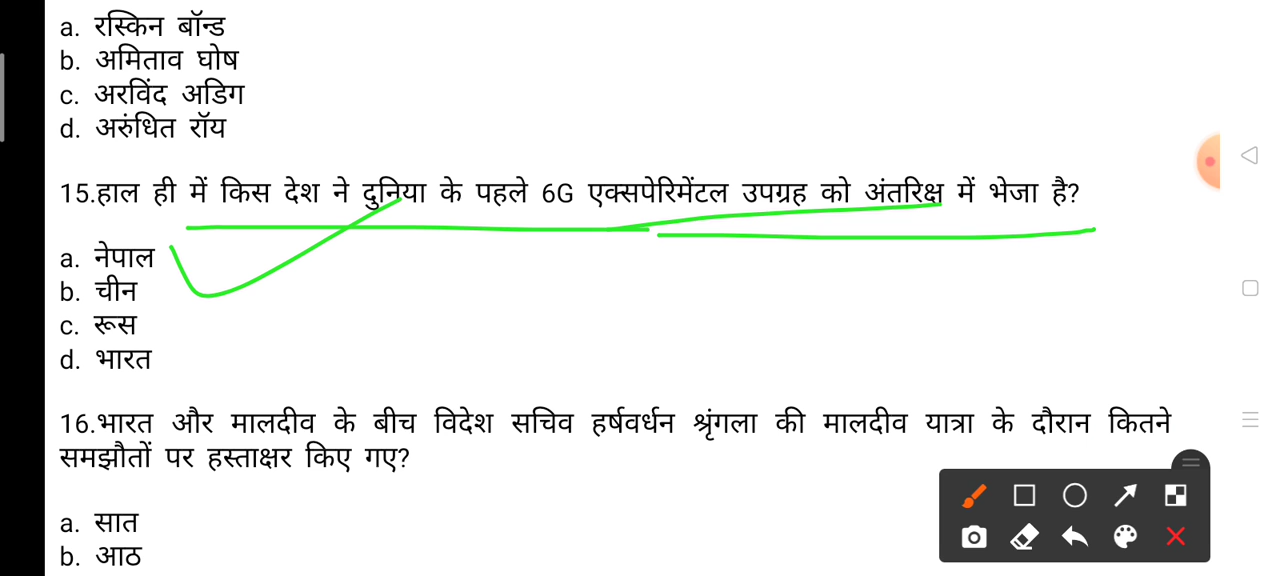 a. रस्किन बॉन्ड
b. अमिताव घोष
c. अरविंद अडिग
d. अरुंधित रॉय
15.हाल ही में किस देश ने दुनिया के पहले 6G एक्सपेरिमेंटल उपग्रह को अंतरिक्ष में भेजा है?
a. नेपाल
b. चीन
c. रूस
d. भारत
16.भारत और मालदीव के बीच विदेश सचिव हर्षवर्धन श्रृंगला की मालदीव यात्रा के दौरान कितने
समझौतों पर हस्ताक्षर किए गए?
a. सात
b. आठ